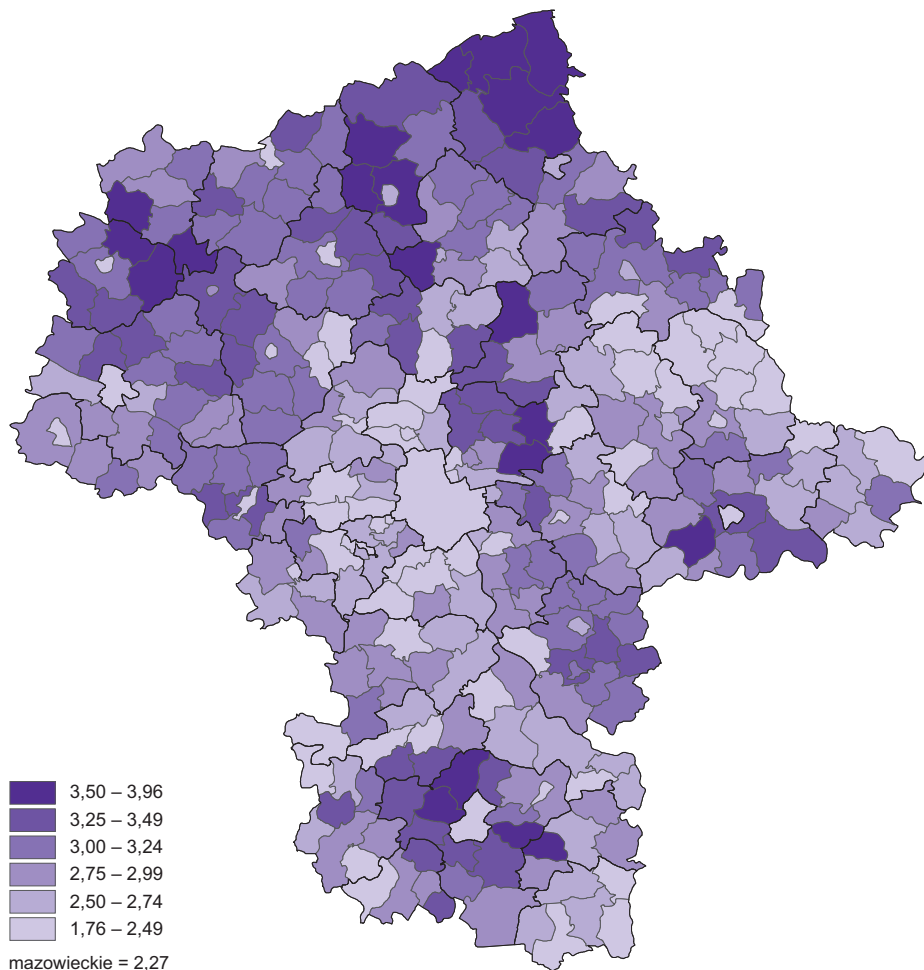 3,50 – 3,96
3,25 – 3,49
3,00 – 3,24
2,75 – 2,99
2,50 – 2,74
1,76 – 2,49
mazowieckie = 2,27